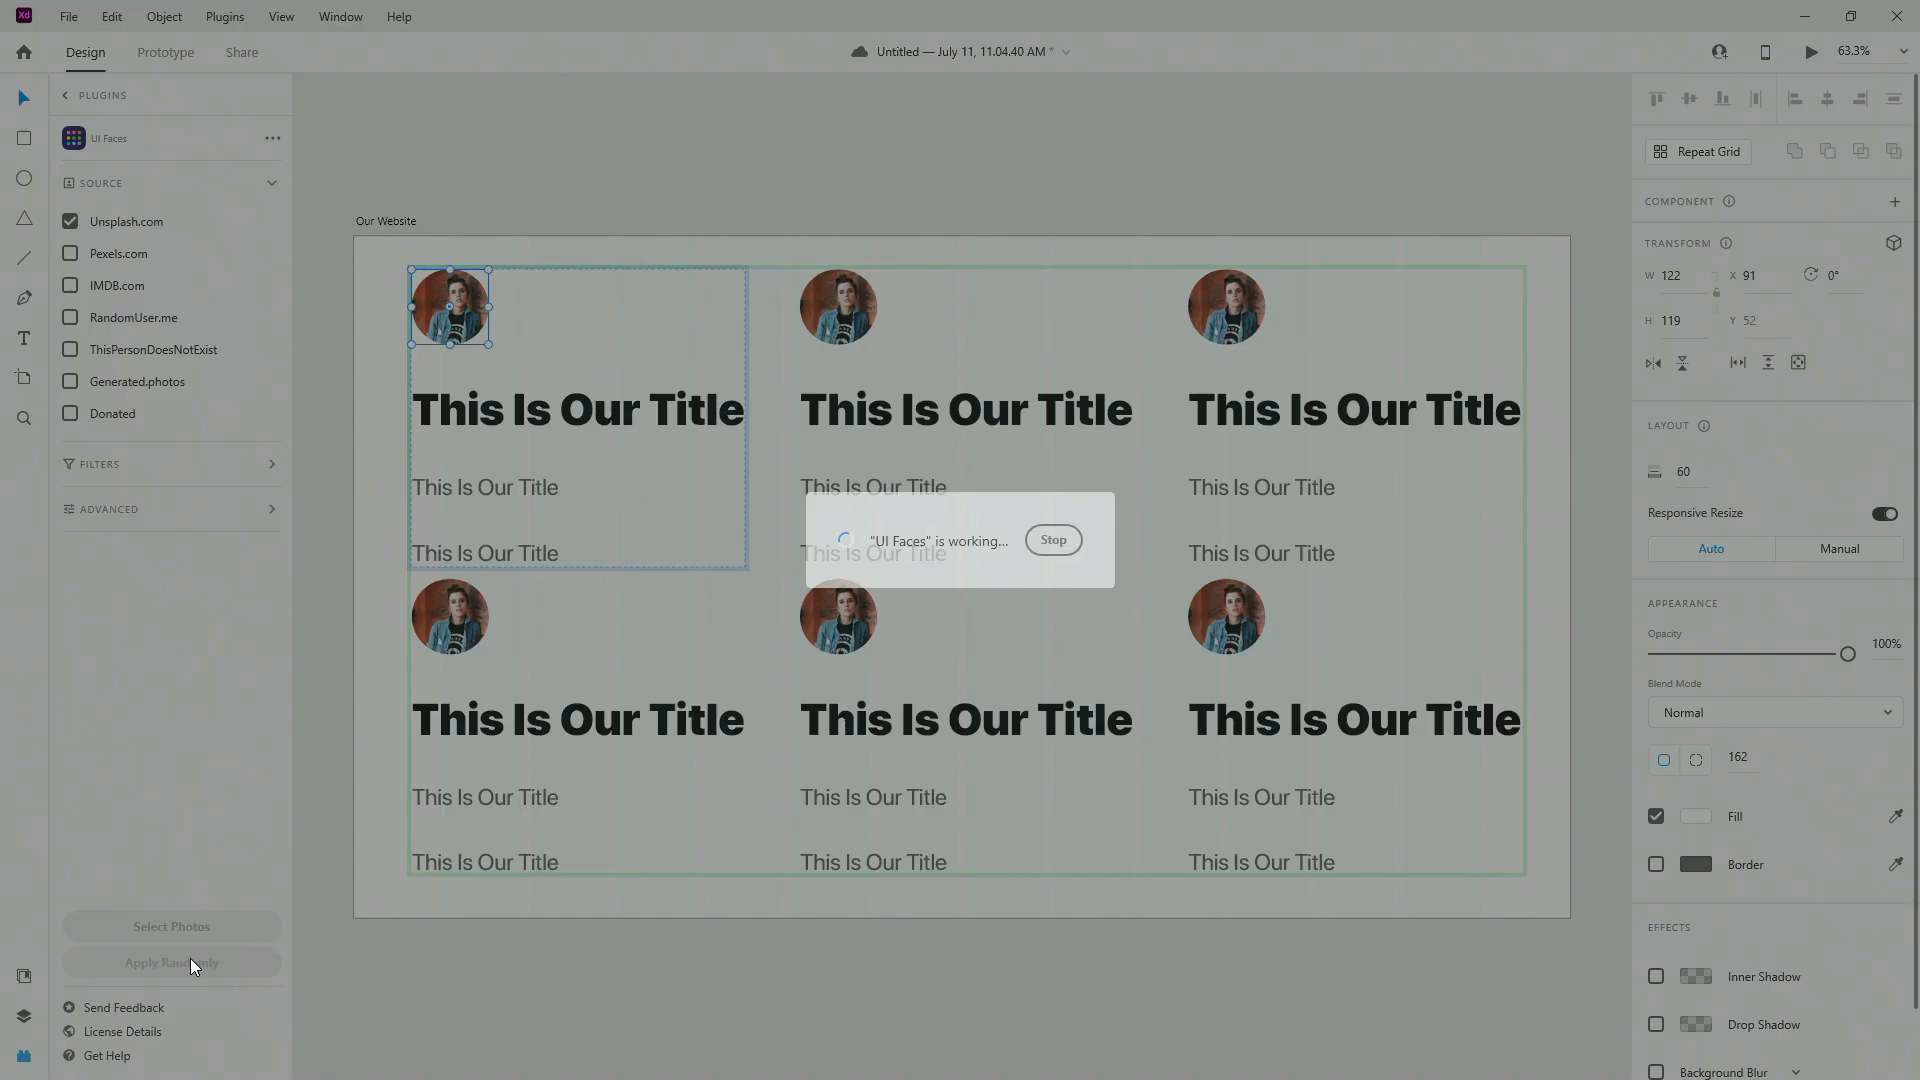 Xd File Edit Object Plugins View Window Help
Design Prototype Share Untitled — July 11, 11.04.40 AM * 63.3%
PLUGINS
UI Faces
SOURCE
Unsplash.com
Pexels.com
IMDB.com
RandomUser.me
ThisPersonDoesNotExist
Generated.photos
Donated
FILTERS
ADVANCED
Select Photos
Apply Randomly
Send Feedback
License Details
Get Help
Our Website
This Is Our Title This Is Our Title This Is Our Title
This Is Our Title This Is Our Title This Is Our Title
This Is Our Title This Is Our Title This Is Our Title
"UI Faces" is working... Stop
This Is Our Title This Is Our Title This Is Our Title
This Is Our Title This Is Our Title This Is Our Title
This Is Our Title This Is Our Title This Is Our Title
Repeat Grid
COMPONENT
TRANSFORM
W 122 X 91 0°
H 119 Y 52
LAYOUT
60
Responsive Resize
Auto Manual
APPEARANCE
Opacity
100%
Blend Mode
Normal
162
Fill
Border
EFFECTS
Inner Shadow
Drop Shadow
Background Blur